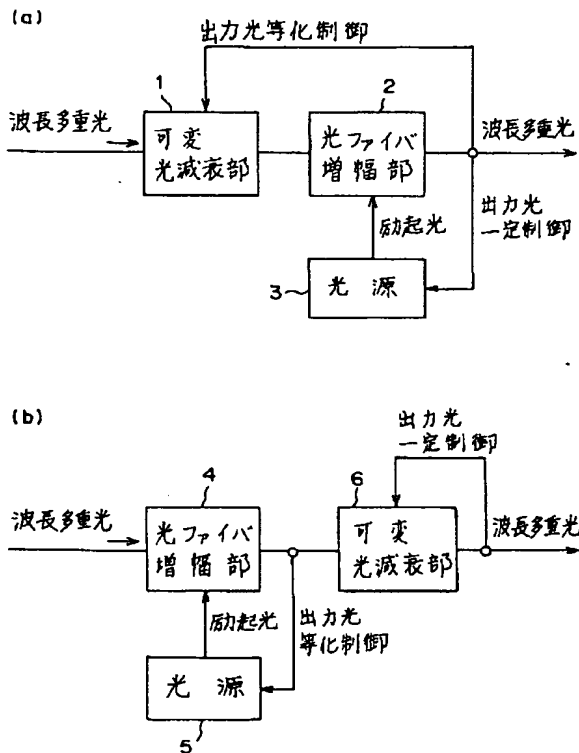 (a)
出力光等化制御
1
2
波長多重光
可変
光減衰部
光ファイバ
増幅部
波長多重光
励起光
出力光
一定制御
3
光源
(b)
出力光
一定制御
4
6
波長多重光
光ファイバ
増幅部
可変
光減衰部
波長多重光
励起光
出力光
等化制御
光源
5